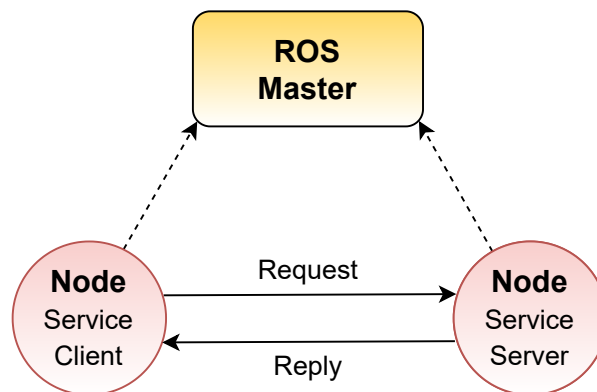 ROS
Master
Request
Node
Service
Client
Node
Service
Server
Reply